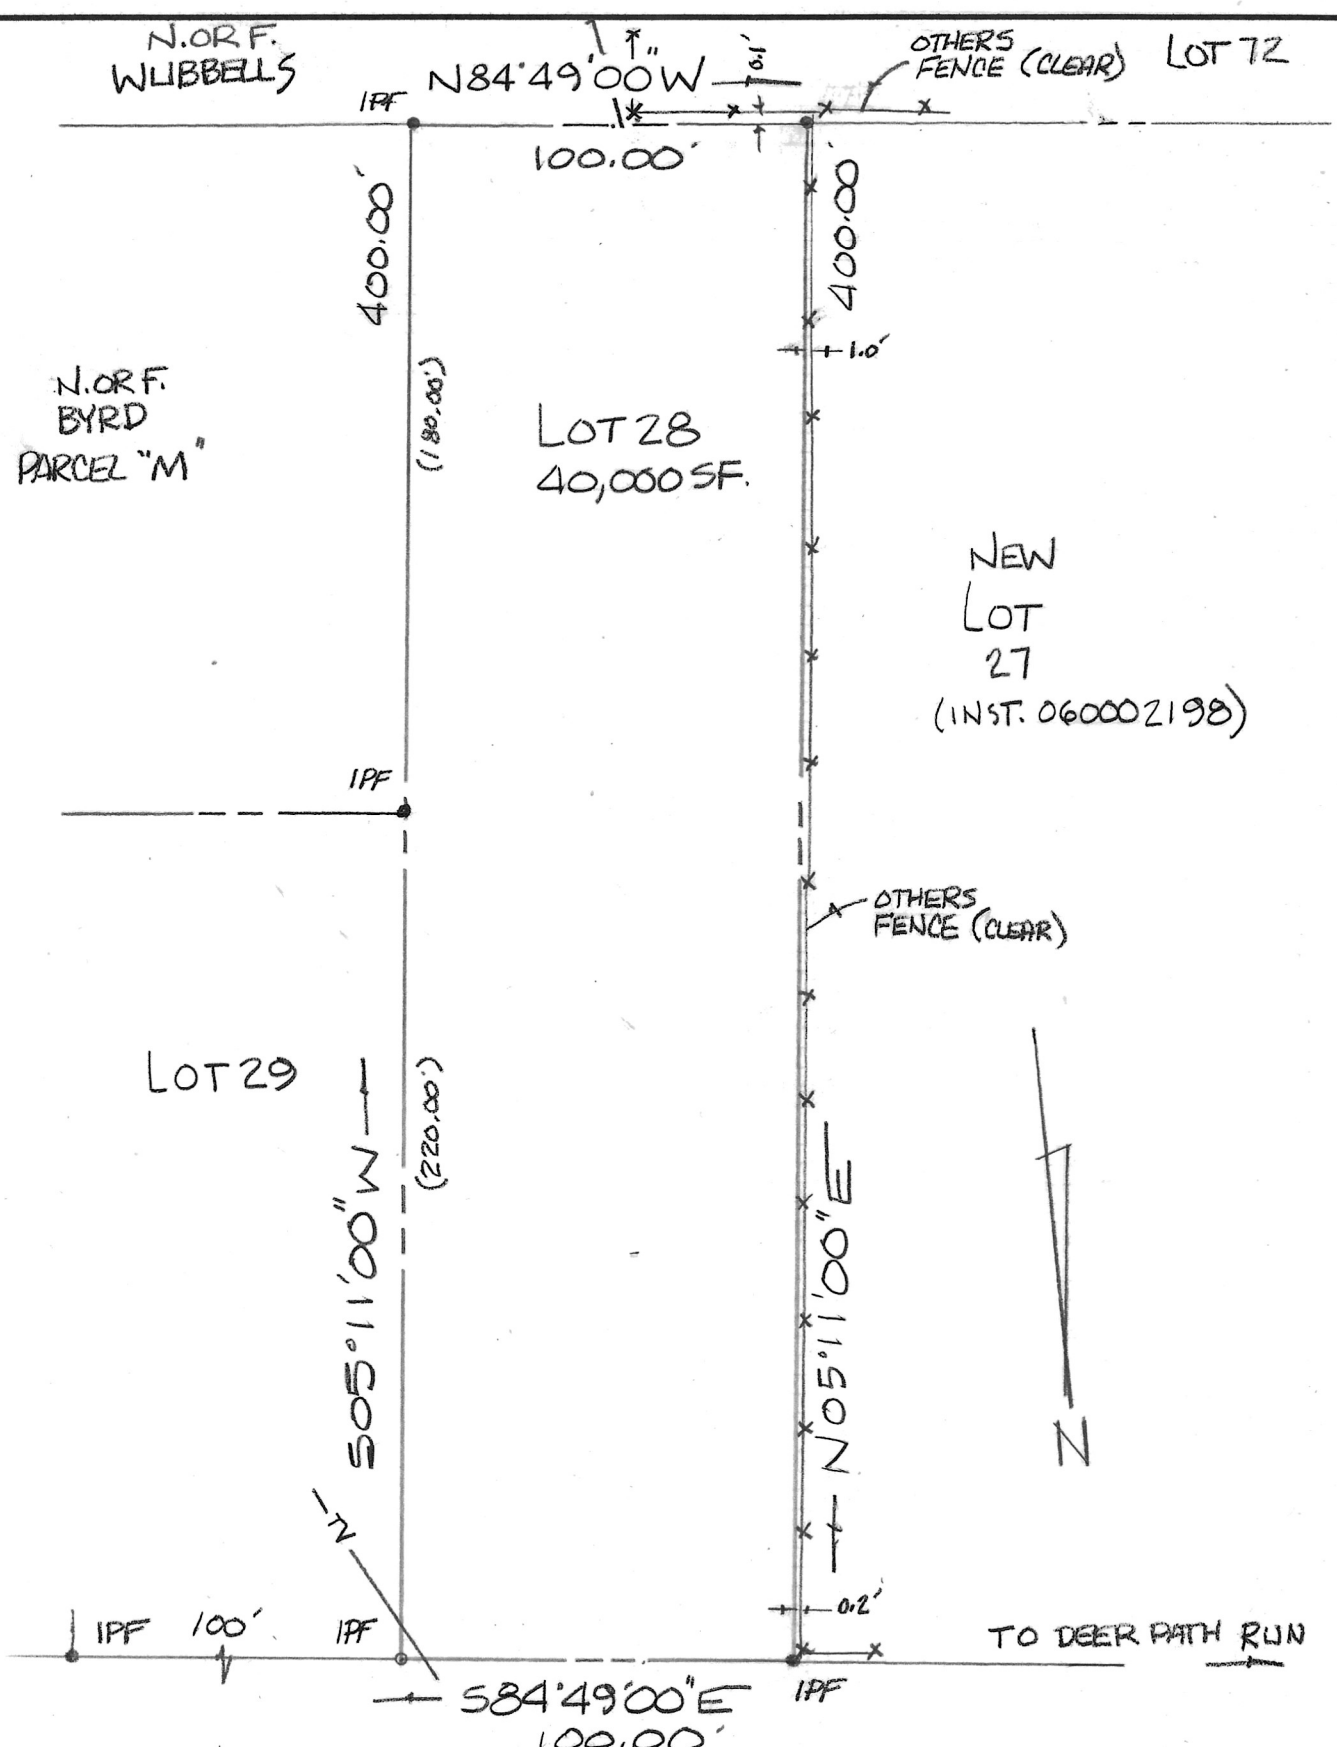 N. OR F.
WUBBELLS
N84°49'00"W
0.1'
OTHERS
FENCE (CLEAR)
LOT 72
IPF
100.00'
400.00'
400.00'
1.0'
N. OR F.
BYRD
PARCEL "M"
(180.00')
LOT 28
40,000 SF.
NEW
LOT
27
(INST. 060002198)
IPF
OTHERS
FENCE (CLEAR)
LOT 29
(220.00')
S05°11'00"W
N05°11'00"E
N
0.2'
IPF
100'
IPF
TO DEER PATH RUN
IPF
S84°49'00"E
100.00'